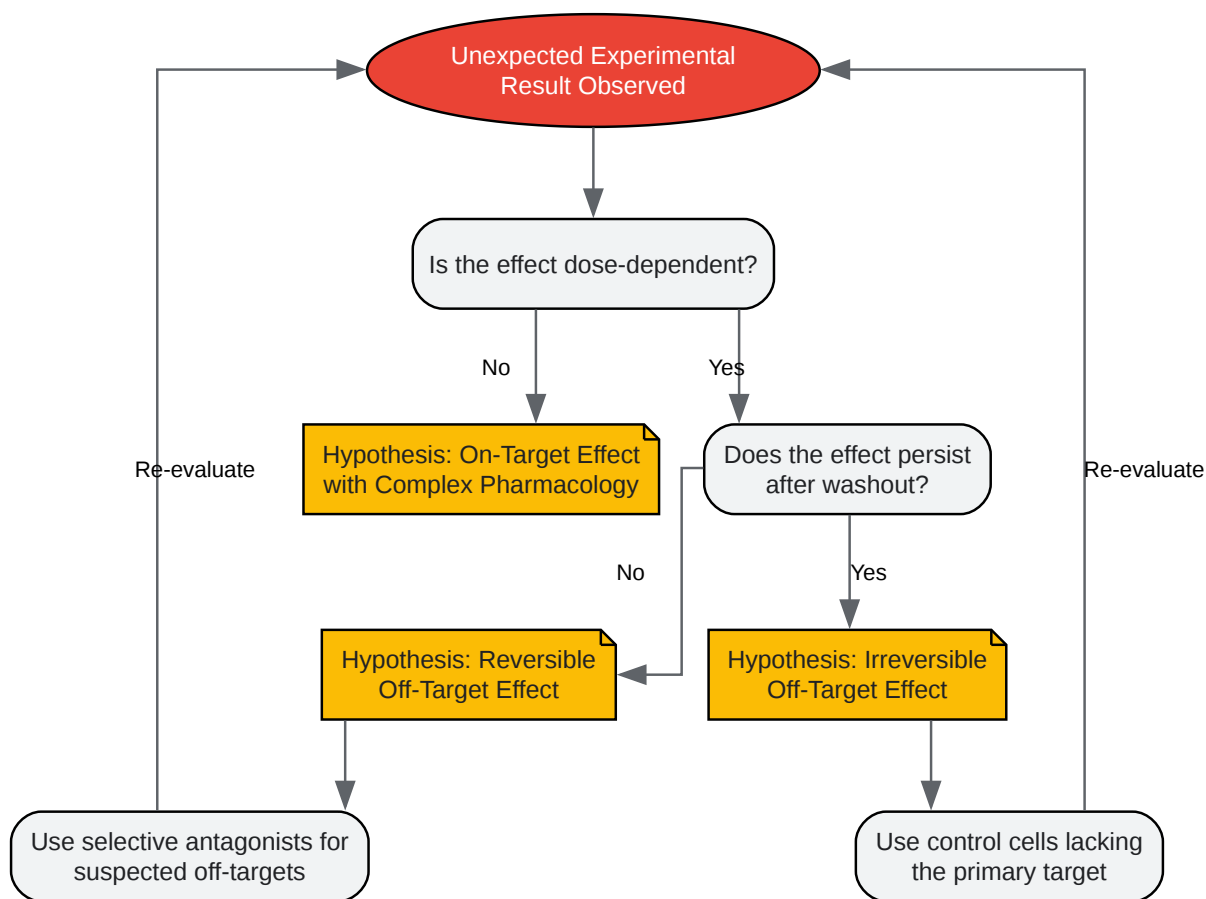 Unexpected Experimental
Result Observed
Is the effect dose-dependent?
No
Yes
Hypothesis: On-Target Effect
with Complex Pharmacology
Does the effect persist
after washout?
Re-evaluate
Re-evaluate
No
Yes
Hypothesis: Reversible
Off-Target Effect
Hypothesis: Irreversible
Off-Target Effect
Use selective antagonists for
suspected off-targets
Use control cells lacking
the primary target